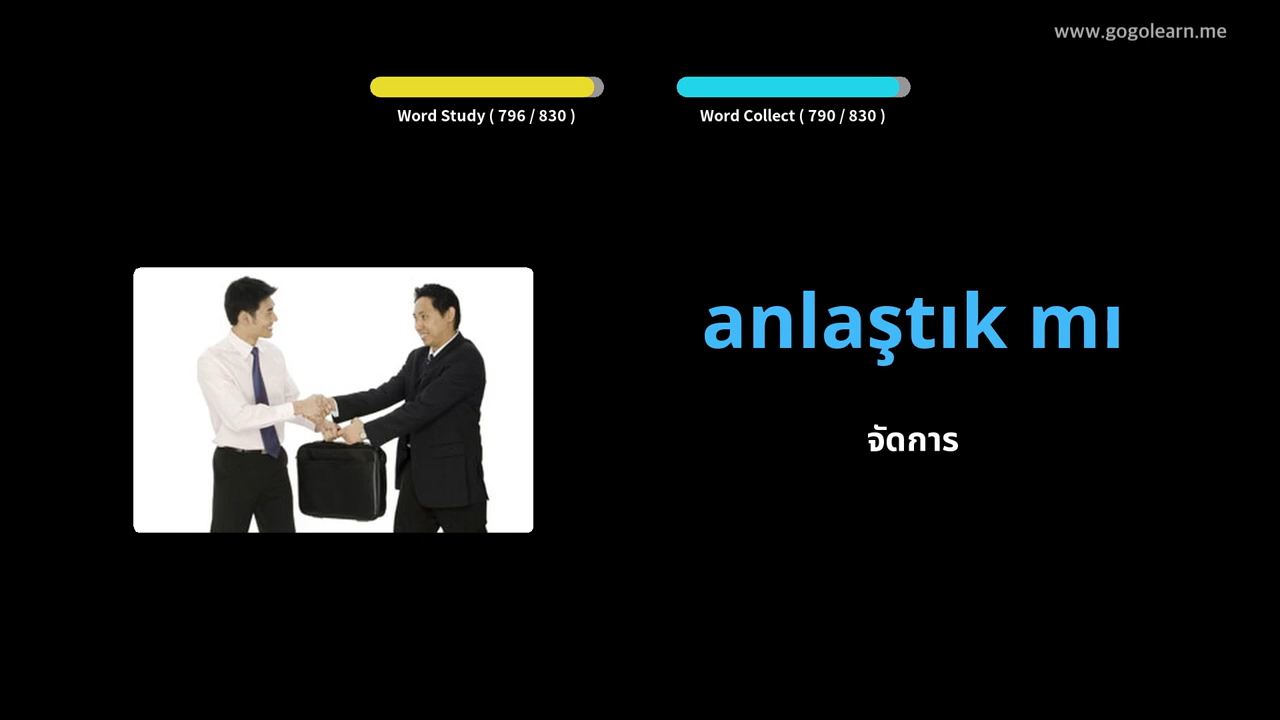 www.gogolearn.me
Word Study ( 796 / 830 )
Word Collect ( 790 / 830 )
anlaştık mı
จัดการ